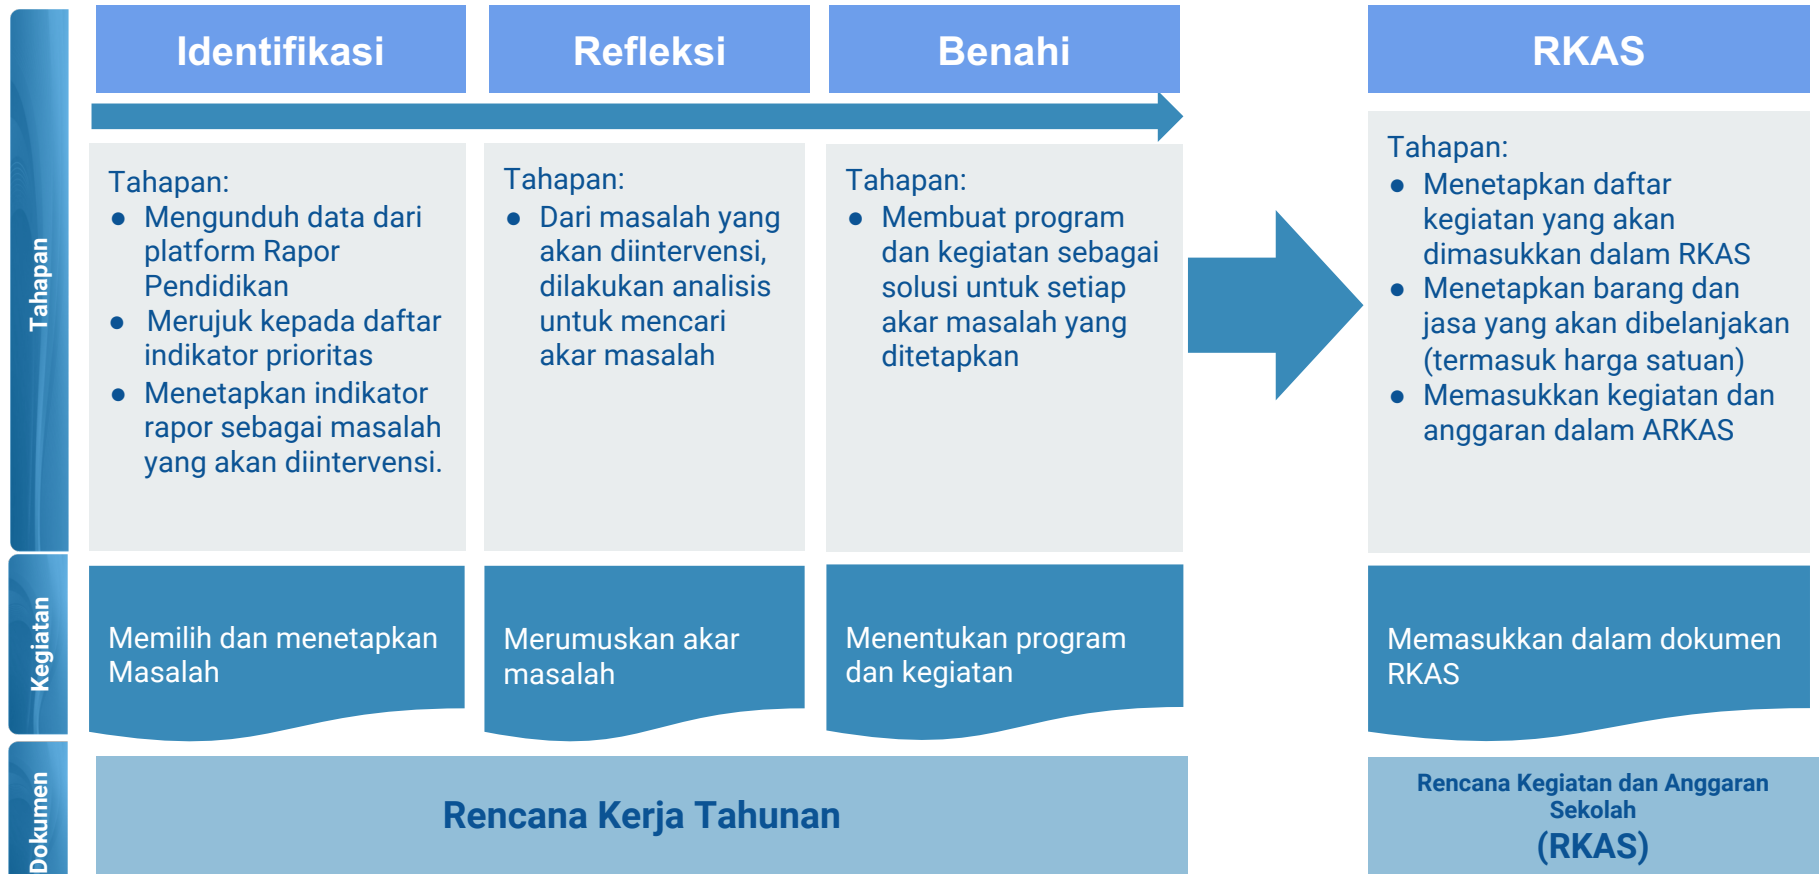 Identifikasi
Refleksi
Benahi
RKAS
Tahapan
Tahapan:
● Mengunduh data dari
platform Rapor
Pendidikan
● Merujuk kepada daftar
indikator prioritas
● Menetapkan indikator
rapor sebagai masalah
yang akan diintervensi.
Tahapan:
● Dari masalah yang
akan diintervensi,
dilakukan analisis
untuk mencari
akar masalah
Tahapan:
● Membuat program
dan kegiatan sebagai
solusi untuk setiap
akar masalah yang
ditetapkan
Tahapan:
● Menetapkan daftar
kegiatan yang akan
dimasukkan dalam RKAS
● Menetapkan barang dan
jasa yang akan dibelanjakan
(termasuk harga satuan)
● Memasukkan kegiatan dan
anggaran dalam ARKAS
Kegiatan
Memilih dan menetapkan
Masalah
Merumuskan akar
masalah
Menentukan program
dan kegiatan
Memasukkan dalam dokumen
RKAS
Dokumen
Rencana Kerja Tahunan
Rencana Kegiatan dan Anggaran
Sekolah
(RKAS)